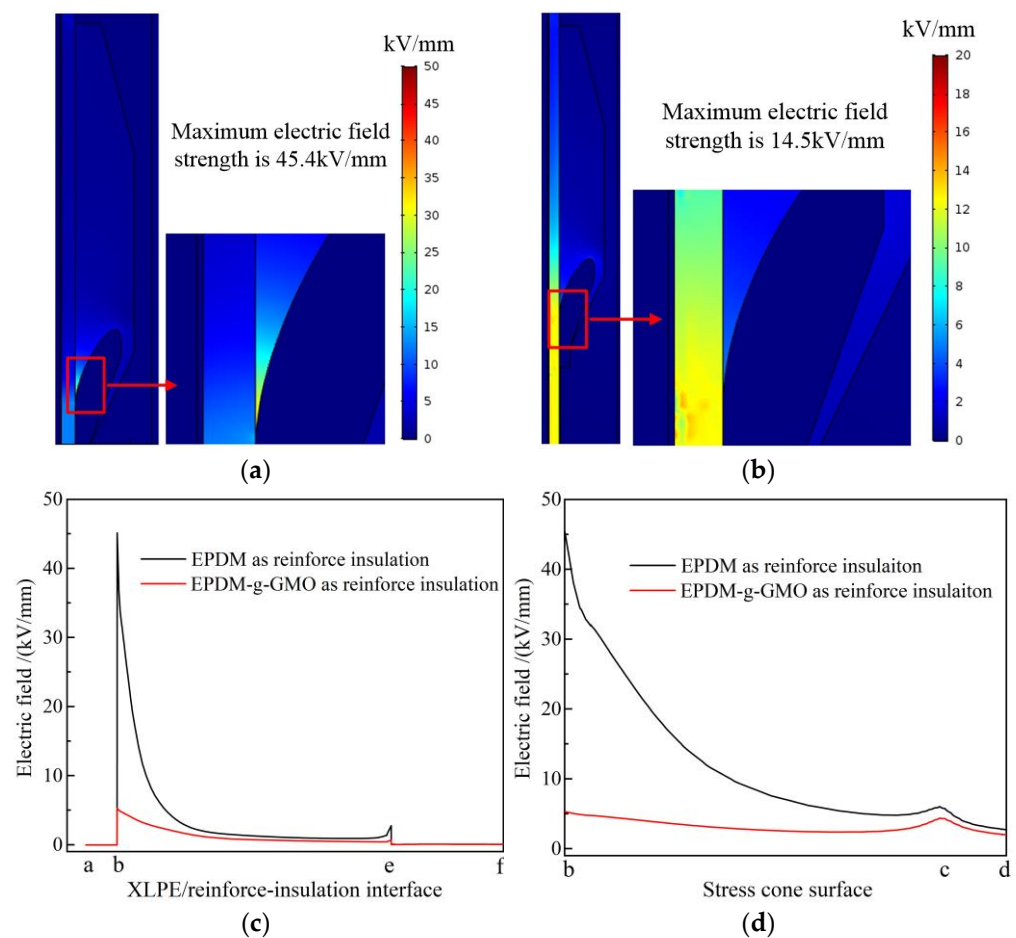 kV/mm
50
45
40
35
30
25
20
15
10
5
0
Maximum electric field
strength is 45.4kV/mm
(a)
kV/mm
20
18
16
14
12
10
8
6
4
2
0
Maximum electric field
strength is 14.5kV/mm
(b)
Electric field /(kV/mm)
50
40
30
20
10
0
EPDM as reinforce insulation
EPDM-g-GMO as reinforce insulation
a b e f
XLPE/reinforce-insulation interface
(c)
Electric field /(kV/mm)
50
40
30
20
10
0
EPDM as reinforce insulaiton
EPDM-g-GMO as reinforce insulaiton
b c d
Stress cone surface
(d)